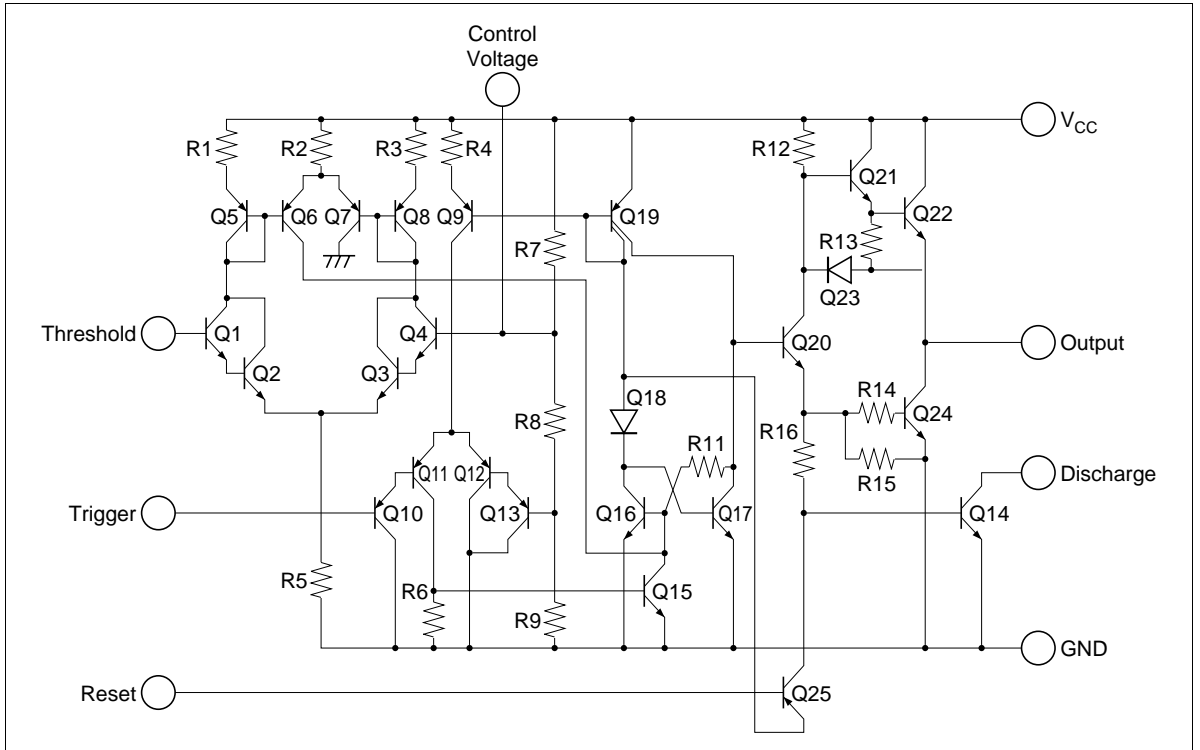 Control
Voltage
V_CC
R1
R2
R3
R4
R12
Q21
Q5
Q6
Q7
Q8
Q9
Q19
Q22
R7
R13
Q23
Threshold
Q1
Q4
Q20
Output
Q2
Q3
Q18
R14
Q24
R8
R16
R11
R15
Discharge
Q11
Q12
Trigger
Q10
Q13
Q16
Q17
Q14
R5
R6
R9
Q15
GND
Reset
Q25